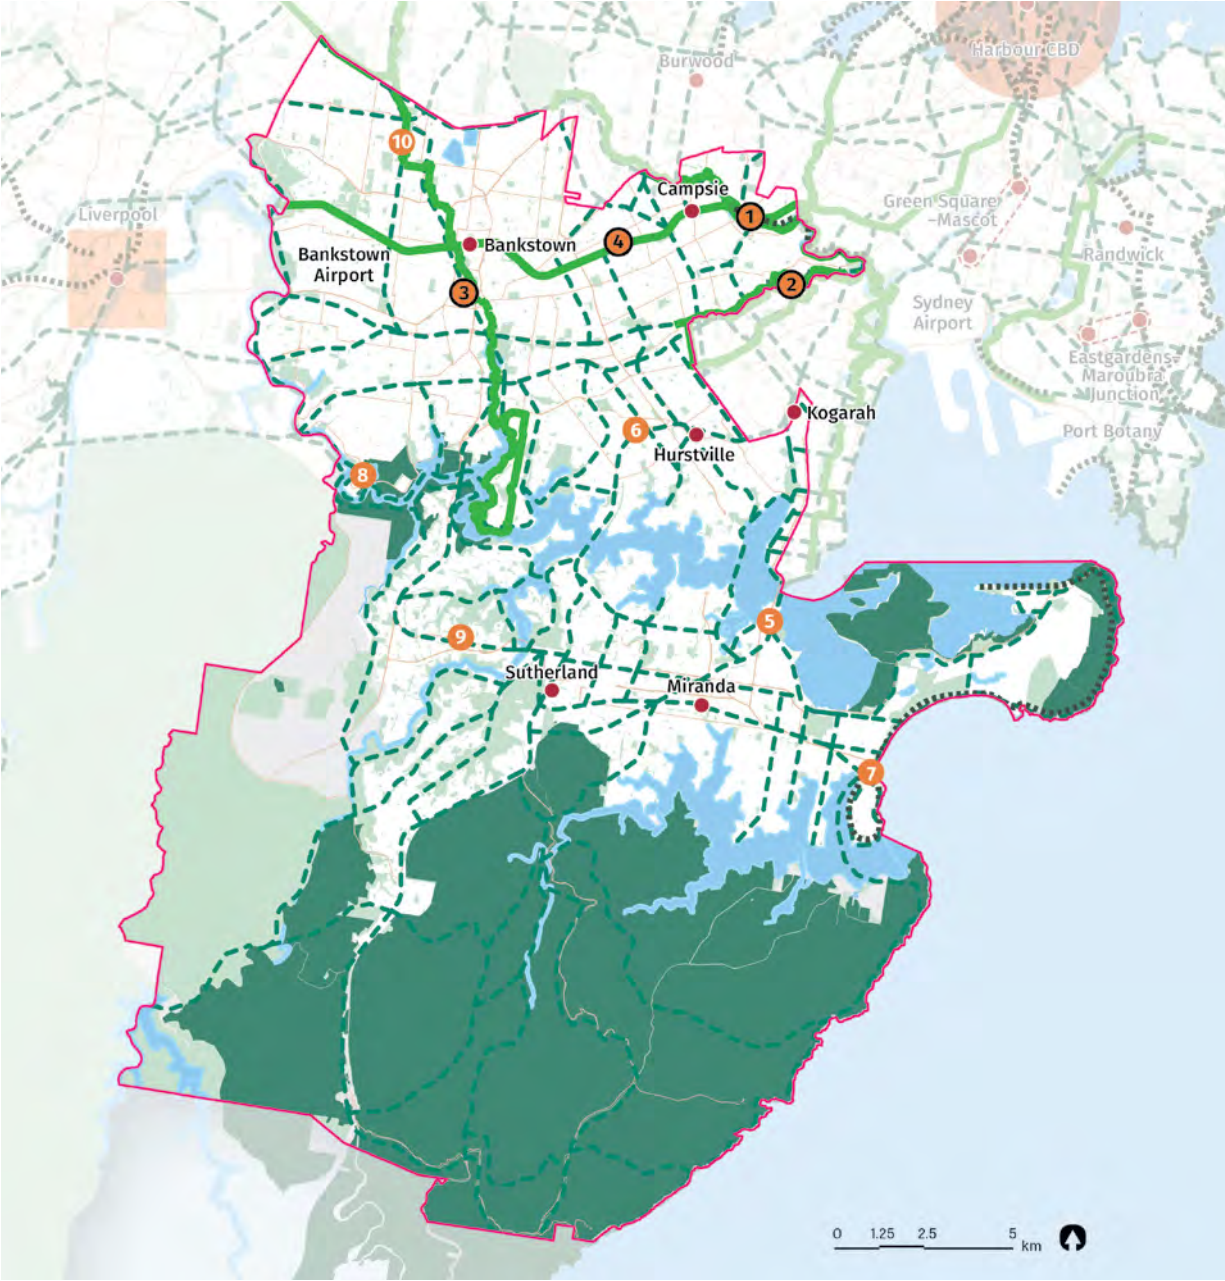 Harbour CBD
Burwood
10
Campsie
Liverpool
Green Square
–Mascot
1
Randwick
Bankstown
4
Bankstown
Airport
3
2
Sydney
Airport
Eastgardens–
Maroubra
Junction
Kogarah
6
Port Botany
Hurstville
8
5
9
Sutherland
Miranda
7
0 1.25 2.5 5
km